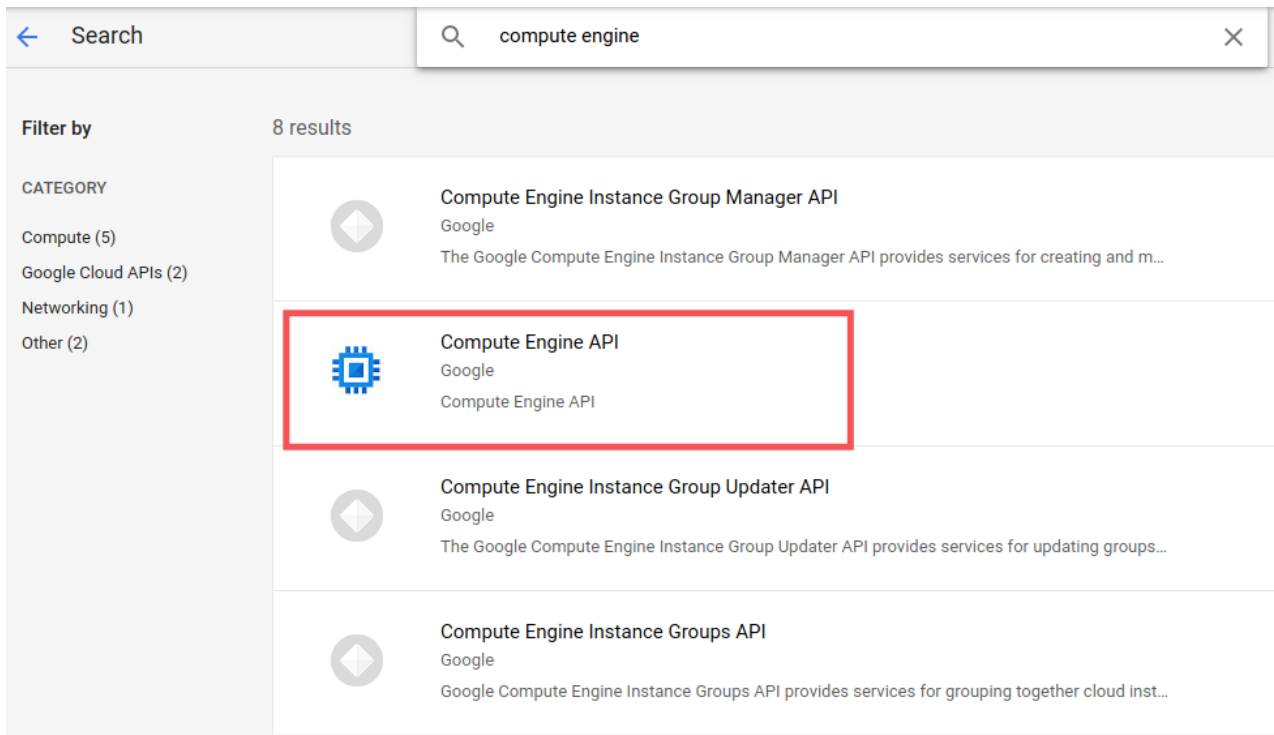 Search
compute engine
Filter by
8 results
CATEGORY
Compute (5)
Google Cloud APIs (2)
Networking (1)
Other (2)
Compute Engine Instance Group Manager API
Google
The Google Compute Engine Instance Group Manager API provides services for creating and m...
Compute Engine API
Google
Compute Engine API
Compute Engine Instance Group Updater API
Google
The Google Compute Engine Instance Group Updater API provides services for updating groups...
Compute Engine Instance Groups API
Google
Google Compute Engine Instance Groups API provides services for grouping together cloud inst...